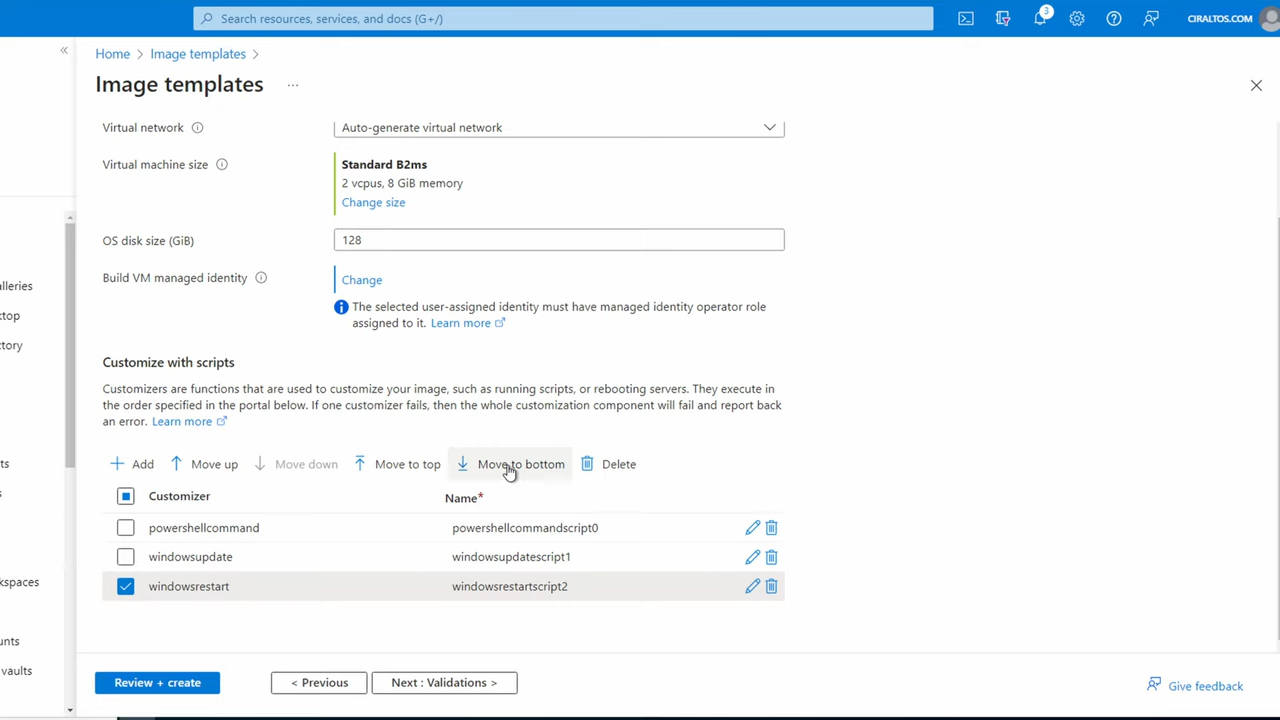 Search resources, services, and docs (G+/)
3
CIRALTOS.COM
Home > Image templates >
Image templates
...
Virtual network
Auto-generate virtual network
Virtual machine size
Standard B2ms
2 vcpus, 8 GiB memory
Change size
OS disk size (GiB)
128
Build VM managed identity
Change
The selected user-assigned identity must have managed identity operator role
assigned to it. Learn more
Customize with scripts
Customizers are functions that are used to customize your image, such as running scripts, or rebooting servers. They execute in
the order specified in the portal below. If one customizer fails, then the whole customization component will fail and report back
an error. Learn more
Add Move up Move down Move to top Move to bottom Delete
Customizer Name*
powershellcommand powershellcommandscript0
windowsupdate windowsupdatescript1
windowsrestart windowsrestartscript2
Review + create < Previous Next : Validations >
Give feedback
lleries
ctop
ctory
ts
s
kspaces
unts
vaults